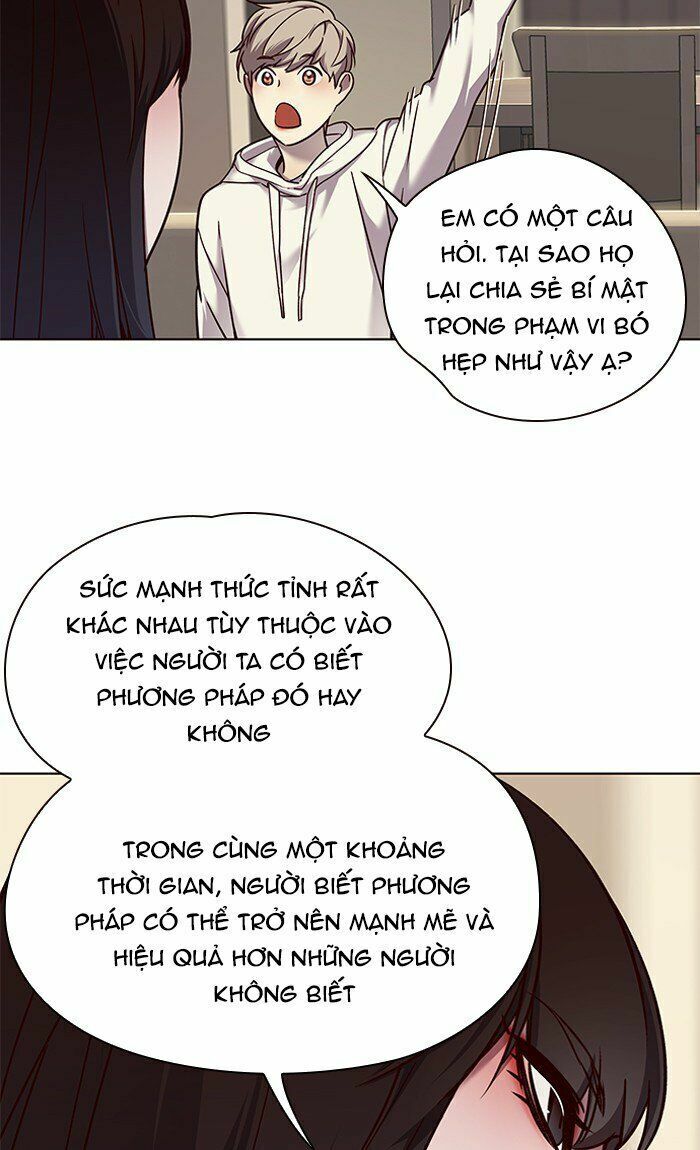 EM CÓ MỘT CÂU
HỎI. TẠI SAO HỌ
LẠI CHIA SẺ BÍ MẬT
TRONG PHẠM VI BÓ
HẸP NHƯ VẬY Ạ?
SỨC MẠNH THỨC TỈNH RẤT
KHÁC NHAU TÙY THUỘC VÀO
VIỆC NGƯỜI TA CÓ BIẾT
PHƯƠNG PHÁP ĐÓ HAY
KHÔNG
TRONG CÙNG MỘT KHOẢNG
THỜI GIAN, NGƯỜI BIẾT PHƯƠNG
PHÁP CÓ THỂ TRỞ NÊN MẠNH MẼ VÀ
HIỆU QUẢ HƠN NHỮNG NGƯỜI
KHÔNG BIẾT